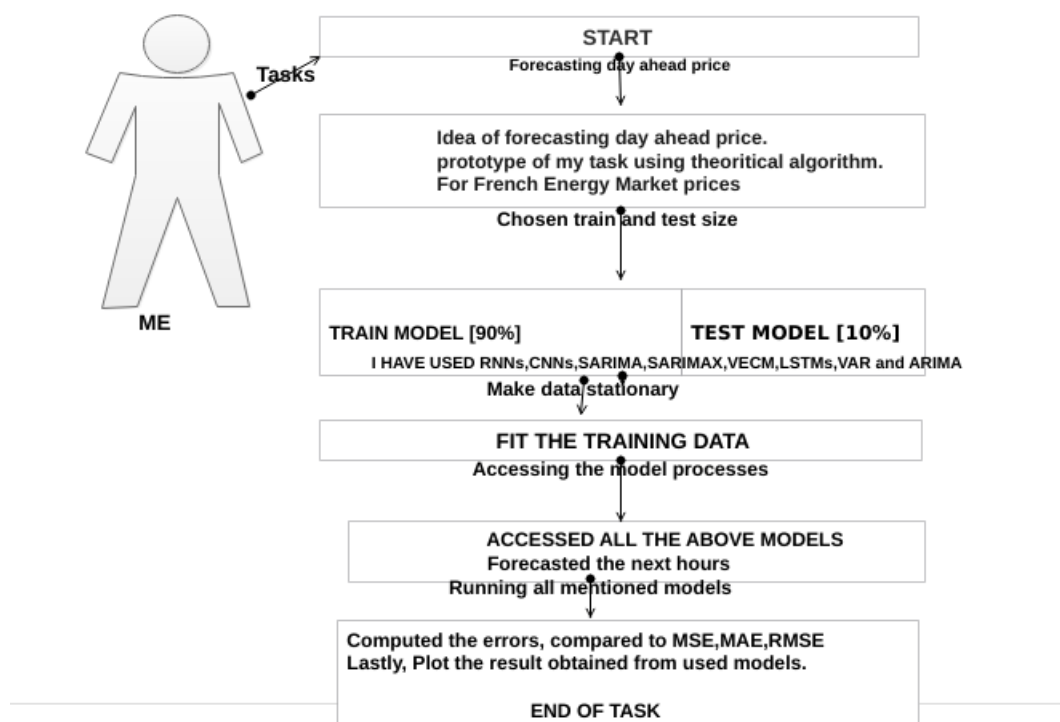 START
Forecasting day ahead price
Tasks
Idea of forecasting day ahead price.
prototype of my task using theoritical algorithm.
For French Energy Market prices
Chosen train and test size
ME
TRAIN MODEL [90%]
TEST MODEL [10%]
I HAVE USED RNNs,CNNs,SARIMA,SARIMAX,VECM,LSTMs,VAR and ARIMA
Make data stationary
FIT THE TRAINING DATA
Accessing the model processes
ACCESSED ALL THE ABOVE MODELS
Forecasted the next hours
Running all mentioned models
Computed the errors, compared to MSE,MAE,RMSE
Lastly, Plot the result obtained from used models.
END OF TASK